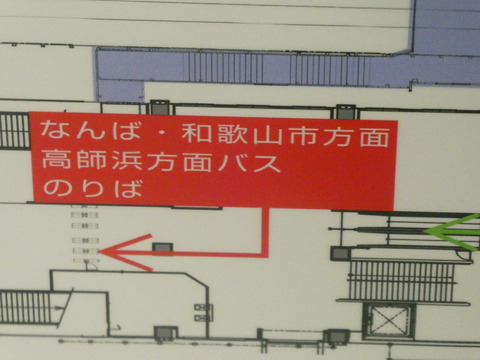 なんば・和歌山市方面
高師浜方面バス
のりば